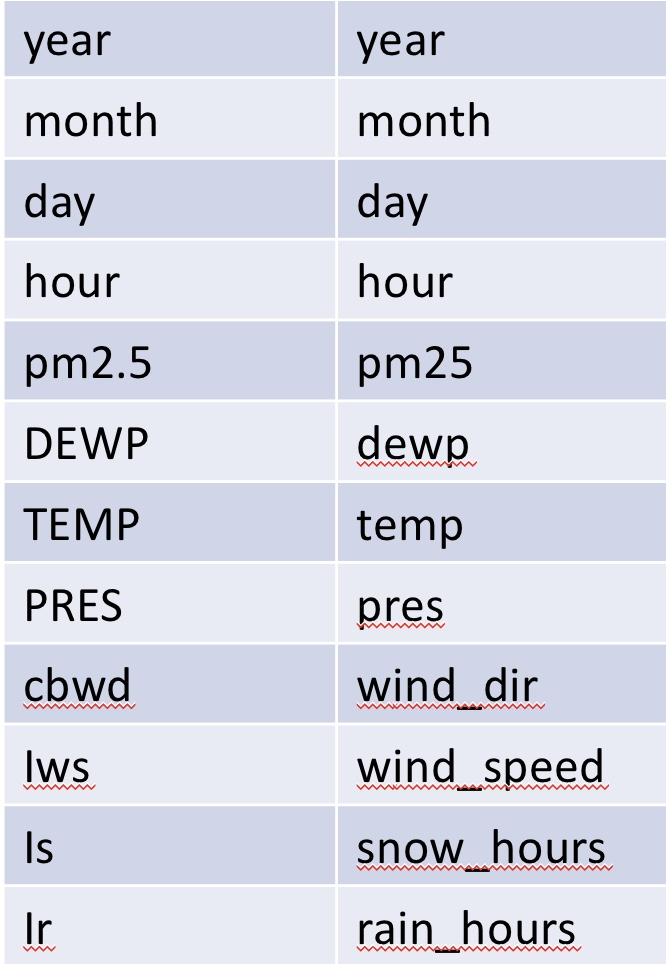 year year
month month
day day
hour hour
pm2.5 pm25
DEWP dewp
TEMP temp
PRES pres
cbwd wind_dir
Iws wind_speed
Is snow_hours
Ir rain_hours